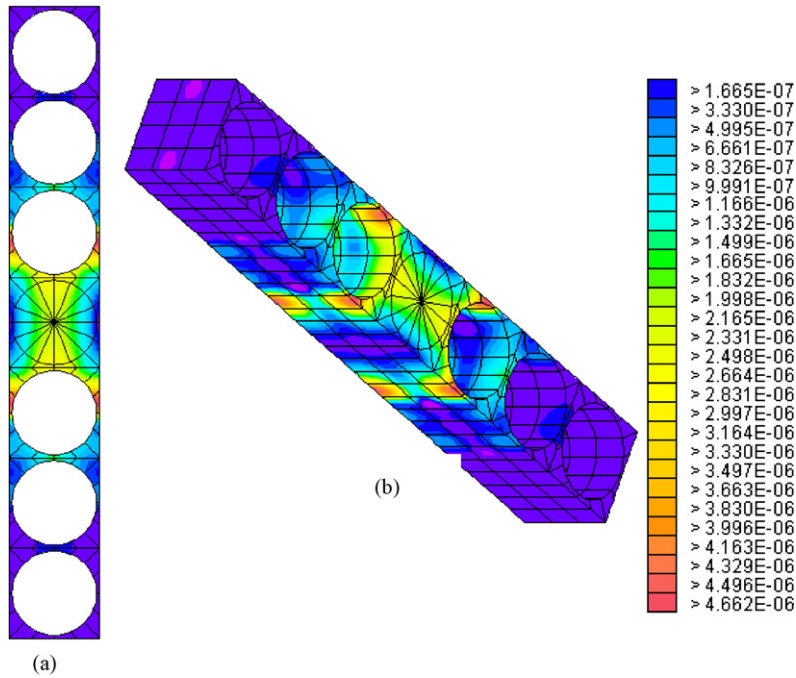 > 1.665E-07
> 3.330E-07
> 4.995E-07
> 6.661E-07
> 8.326E-07
> 9.991E-07
> 1.166E-06
> 1.332E-06
> 1.499E-06
> 1.665E-06
> 1.832E-06
> 1.998E-06
> 2.165E-06
> 2.331E-06
> 2.498E-06
> 2.664E-06
> 2.831E-06
> 2.997E-06
> 3.164E-06
> 3.330E-06
> 3.497E-06
> 3.663E-06
> 3.830E-06
> 3.996E-06
> 4.163E-06
> 4.329E-06
> 4.496E-06
> 4.662E-06
(b)
(a)